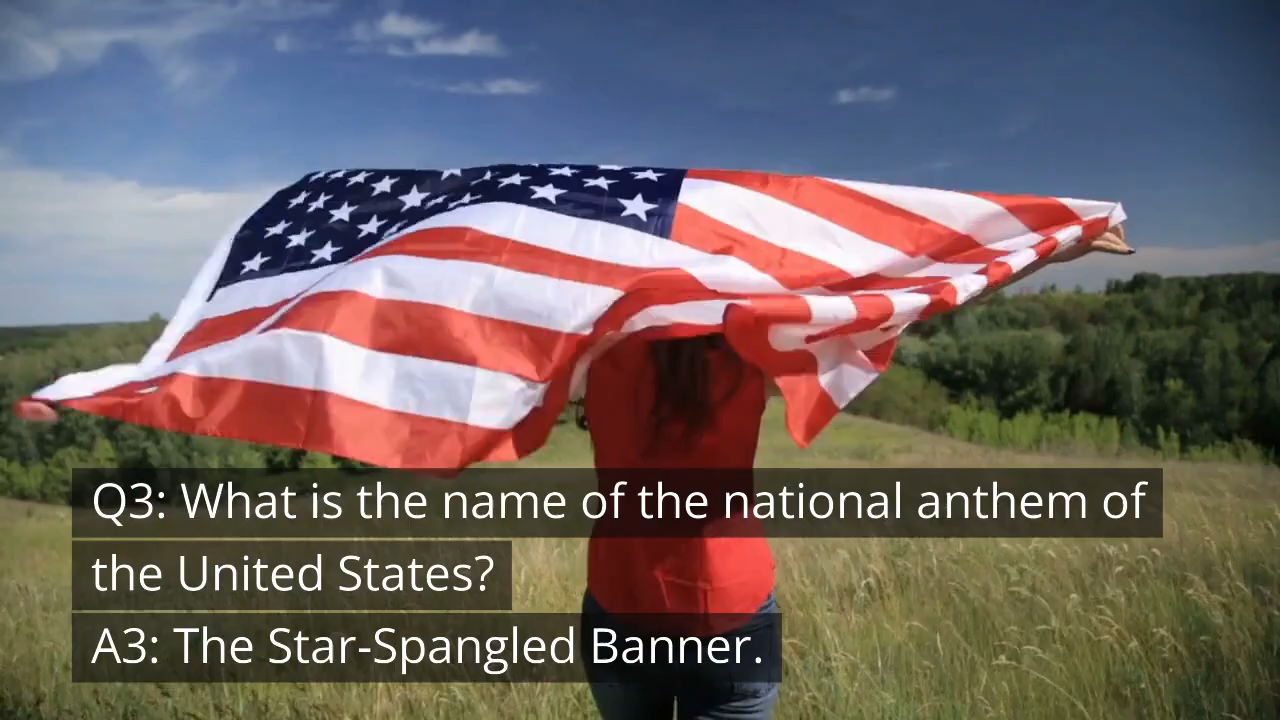 Q3: What is the name of the national anthem of
the United States?
A3: The Star-Spangled Banner.